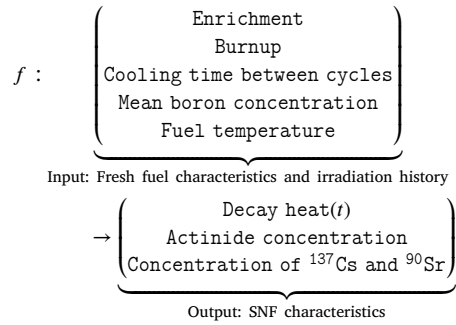 Enrichment
Burnup
f : Cooling time between cycles
Mean boron concentration
Fuel temperature
Input: Fresh fuel characteristics and irradiation history
Decay heat(t)
→ Actinide concentration
Concentration of ¹³⁷Cs and ⁹⁰Sr
Output: SNF characteristics